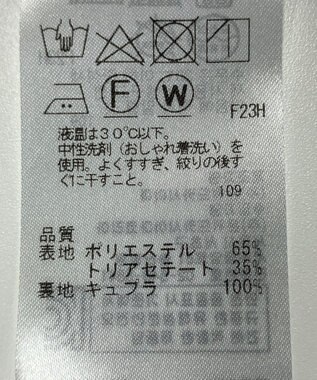 F W F23H
液温は30℃以下。
中性洗剤（おしゃれ着洗い）を
使用。よくすすぎ、絞りの後す
ぐに干すこと。
109
品質
表地 ポリエステル 65%
トリアセテート 35%
裏地 キュプラ 100%